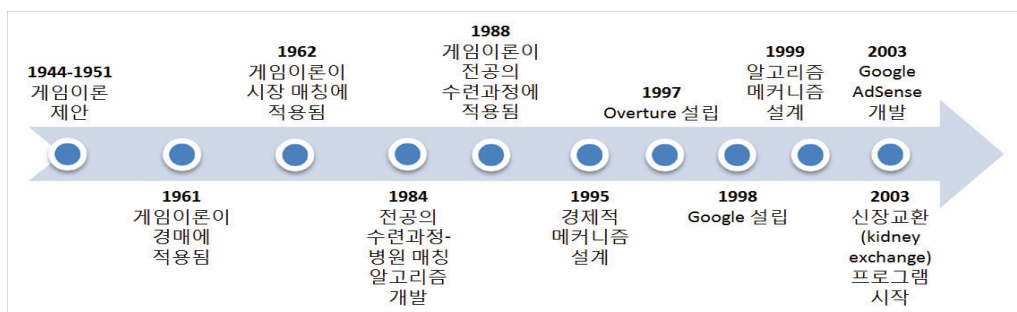 1944-1951
게임이론
제안
1961
게임이론이
경매에
적용됨
1962
게임이론이
시장 매칭에
적용됨
1984
전공의
수련과정-
병원 매칭
알고리즘
개발
1988
게임이론이
전공의
수련과정에
적용됨
1995
경제적
메커니즘
설계
1997
Overture 설립
1998
Google 설립
1999
알고리즘
메커니즘
설계
2003
Google
AdSense
개발
2003
신장교환
(kidney
exchange)
프로그램
시작